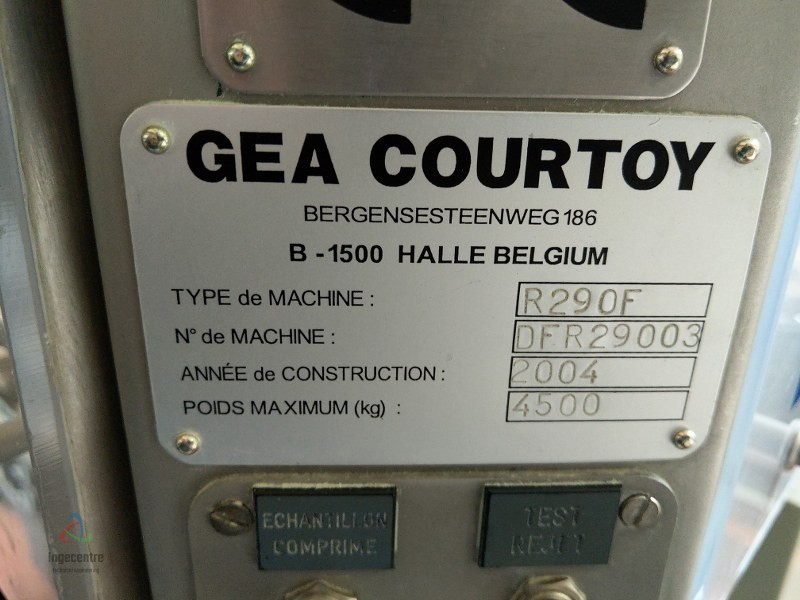 GEA COURTOY
BERGENSESTEENWEG 186
B - 1500 HALLE BELGIUM
TYPE de MACHINE : R290F
N° de MACHINE : DFR29003
ANNÉE de CONSTRUCTION : 2004
POIDS MAXIMUM (kg) : 4500
ECHANTILLON
COMPRIME
TEST
REJET
Ingecentre